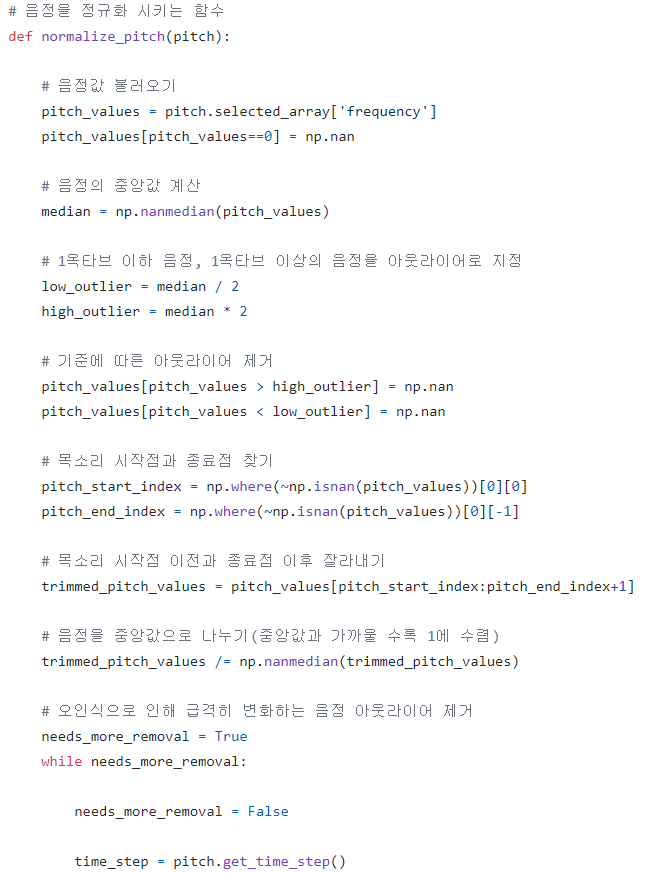 # 음정을 정규화 시키는 함수
def normalize_pitch(pitch):
# 음정값 불러오기
pitch_values = pitch.selected_array['frequency']
pitch_values[pitch_values==0] = np.nan
# 음정의 중앙값 계산
median = np.nanmedian(pitch_values)
# 1옥타브 이하 음정, 1옥타브 이상의 음정을 아웃라이어로 지정
low_outlier = median / 2
high_outlier = median * 2
# 기준에 따른 아웃라이어 제거
pitch_values[pitch_values > high_outlier] = np.nan
pitch_values[pitch_values < low_outlier] = np.nan
# 목소리 시작점과 종료점 찾기
pitch_start_index = np.where(~np.isnan(pitch_values))[0][0]
pitch_end_index = np.where(~np.isnan(pitch_values))[0][-1]
# 목소리 시작점 이전과 종료점 이후 잘라내기
trimmed_pitch_values = pitch_values[pitch_start_index:pitch_end_index+1]
# 음정을 중앙값으로 나누기(중앙값과 가까울 수록 1에 수렴)
trimmed_pitch_values /= np.nanmedian(trimmed_pitch_values)
# 오인식으로 인해 급격히 변화하는 음정 아웃라이어 제거
needs_more_removal = True
while needs_more_removal:
needs_more_removal = False
time_step = pitch.get_time_step()